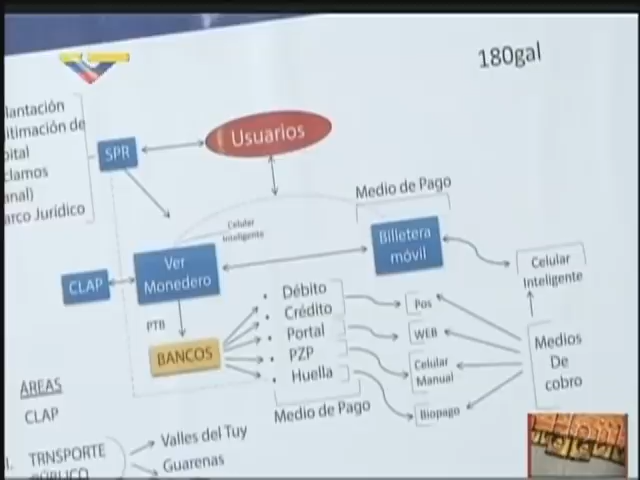 180gal
lantación
itimación de
pital
clamos
anal)
arco Jurídico
SPR
Usuarios
Medio de Pago
Celular
Inteligente
Billetera
móvil
Ver
Monedero
CLAP
Celular
Inteligente
PTB
BANCOS
Débito
Crédito
Portal
PZP
Huella
Medio de Pago
Pos
WEB
Celular
Manual
Biopago
Medios
De
cobro
ÁREAS
CLAP
I. TRNSPORTE
PÚBLICO
Valles del Tuy
Guarenas